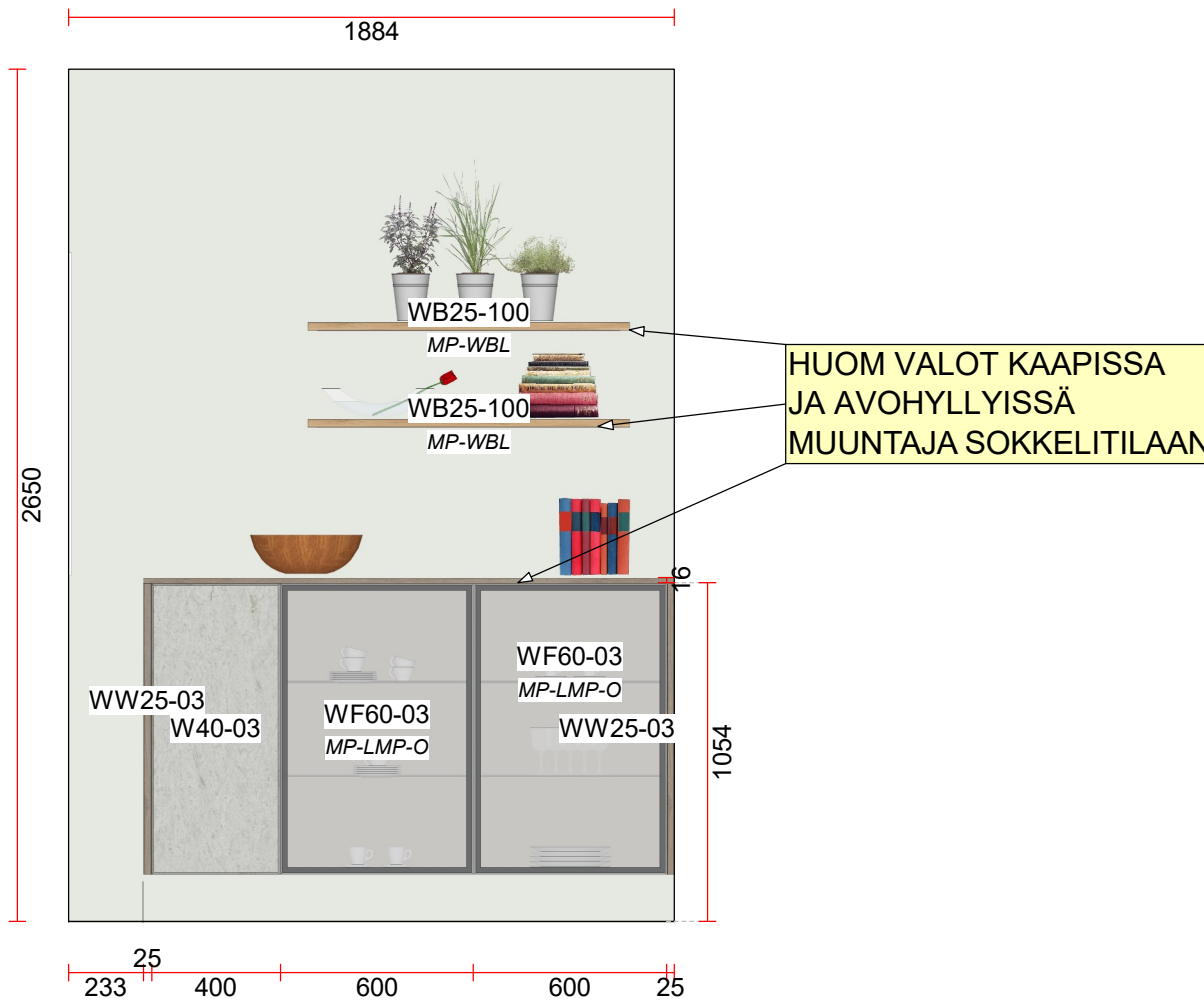 1884
2650
WB25-100
MP-WBL
WB25-100
MP-WBL
HUOM VALOT KAAPISSA
JA AVOHYLLYISSÄ
MUUNTAJA SOKKELITILAAN
16
WW25-03
W40-03
WF60-03
MP-LMP-O
WF60-03
MP-LMP-O
WW25-03
1054
25
233
400
600
600
25